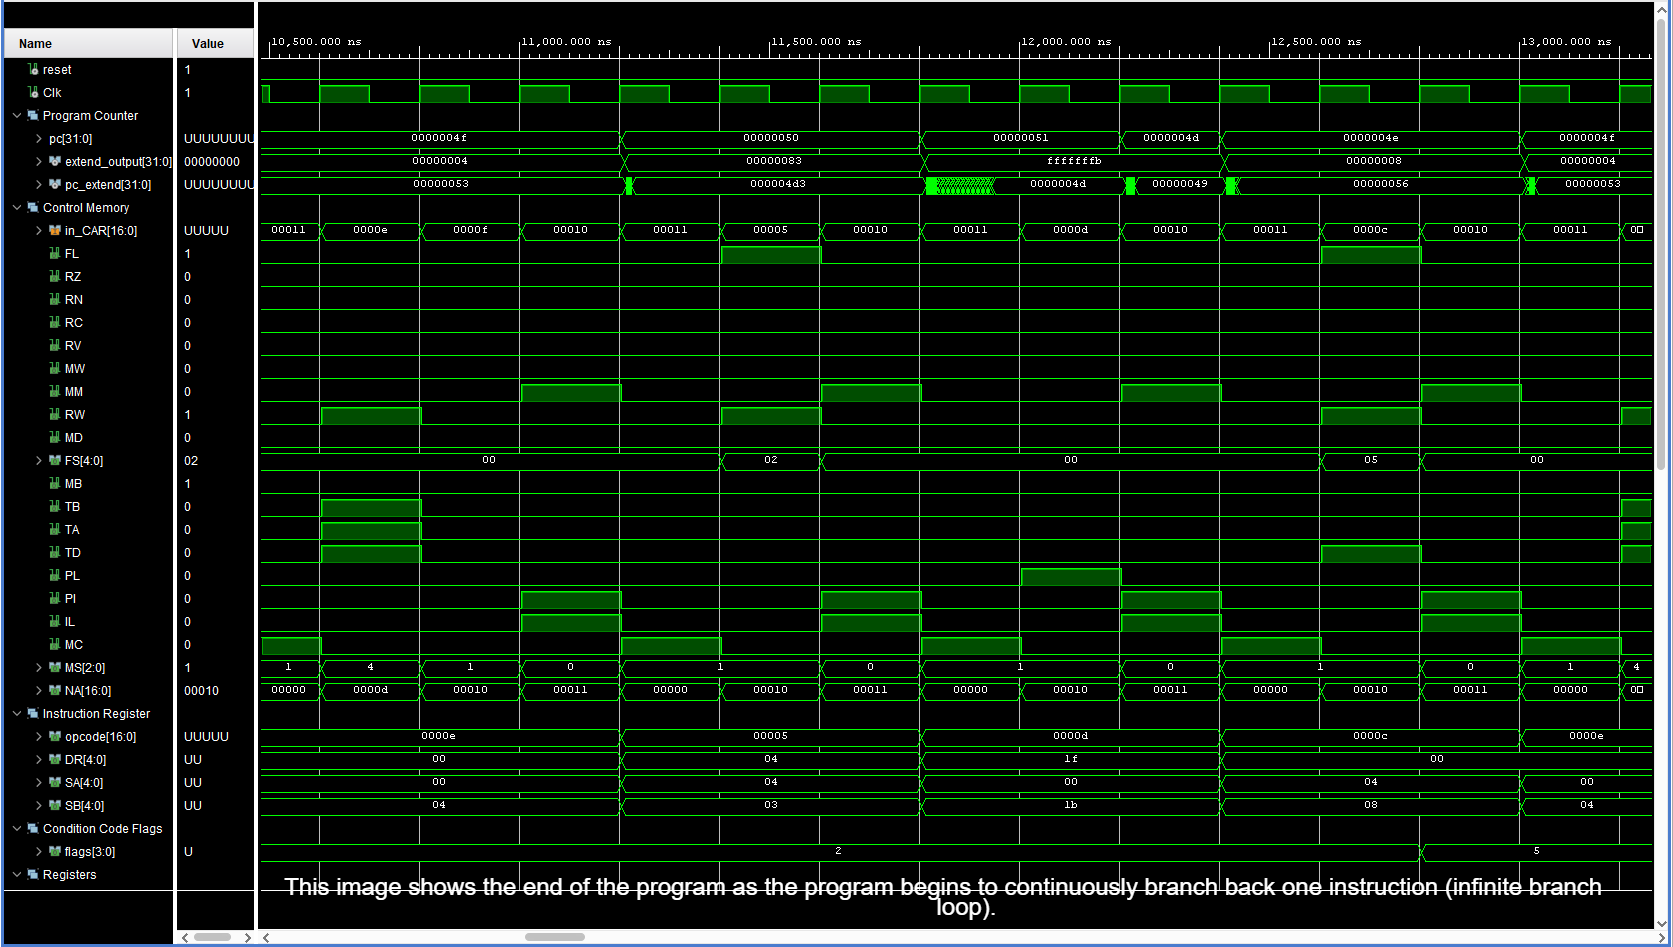 10,500.000 ns 11,000.000 ns 11,500.000 ns 12,000.000 ns 12,500.000 ns 13,000.000 ns
Name Value
reset 1
Clk 1
Program Counter
pc[31:0] UUUUUUUU 0000004f 00000050 00000051 0000004d 0000004e 0000004f
extend_output[31:0] 00000000 00000004 00000083 fffffffb 00000008 00000004
pc_extend[31:0] UUUUUUUU 00000053 000004d3 0000004d 00000049 00000056 00000053
Control Memory
in_CAR[16:0] UUUUU 00011 0000e 0000f 00010 00011 00005 00010 00011 0000d 00010 00011 0000c 00010 00011 0
FL 1
RZ 0
RN 0
RC 0
RV 0
MW 0
MM 0
RW 1
MD 0
FS[4:0] 02 00 02 00 05 00
MB 1
TB 0
TA 0
TD 0
PL 0
PI 0
IL 0
MC 0
MS[2:0] 1 1 4 1 0 1 0 1 0 1 0 1 4
NA[16:0] 00010 00000 0000d 00010 00011 00000 00010 00011 00000 00010 00011 00000 00010 00011 00000 0
Instruction Register
opcode[16:0] UUUUU 0000e 00005 0000d 0000c 0000e
DR[4:0] UU 00 04 1f 00
SA[4:0] UU 00 04 00 04 00
SB[4:0] UU 04 03 1b 08 04
Condition Code Flags
flags[3:0] U 2 5
Registers
This image shows the end of the program as the program begins to continuously branch back one instruction (infinite branch
loop).